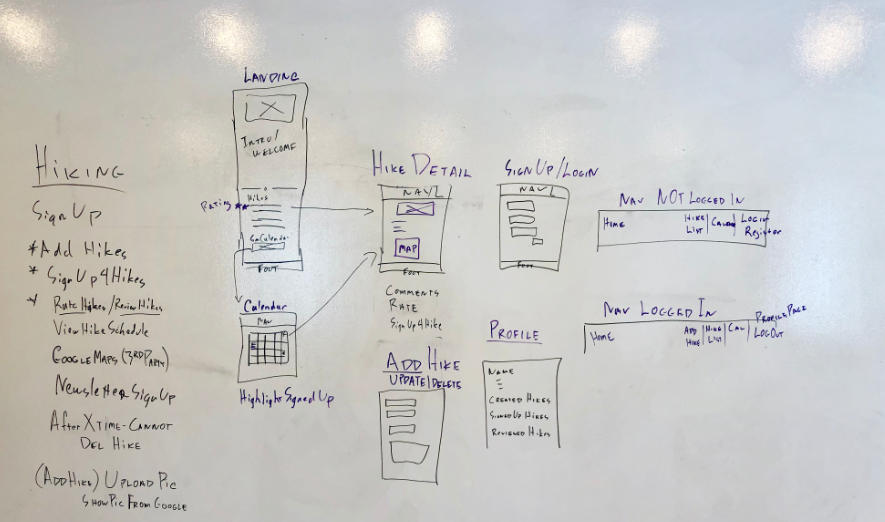 Hiking
Sign Up
*Add Hikes
* Sign Up 4 Hikes
* Rate Hikes/Review Hikes
View Hike Schedule
Google Maps (3rd Party)
Newsletter Sign Up
After X Time - Cannot
Del Hike
(Add Hike) Upload Pic
Show Pic From Google
Landing
Intro/
Welcome
Hikes
Rating **
Calendar
Foot
Calendar
Nav
Highlight Signed Up
Hike Detail
Nav
Map
Foot
Comments
Rate
Sign Up 4 Hike
Add Hike
Update/Delete
Sign Up/Login
Nav
Foot
Profile
Name
Created Hikes
Signed Up Hikes
Reviewed Hikes
Nav Not Logged In
Home
Hike List
Login
Register
Nav Logged In
Home
Add Hike
Hike List
Cal
Profile Page
Logout